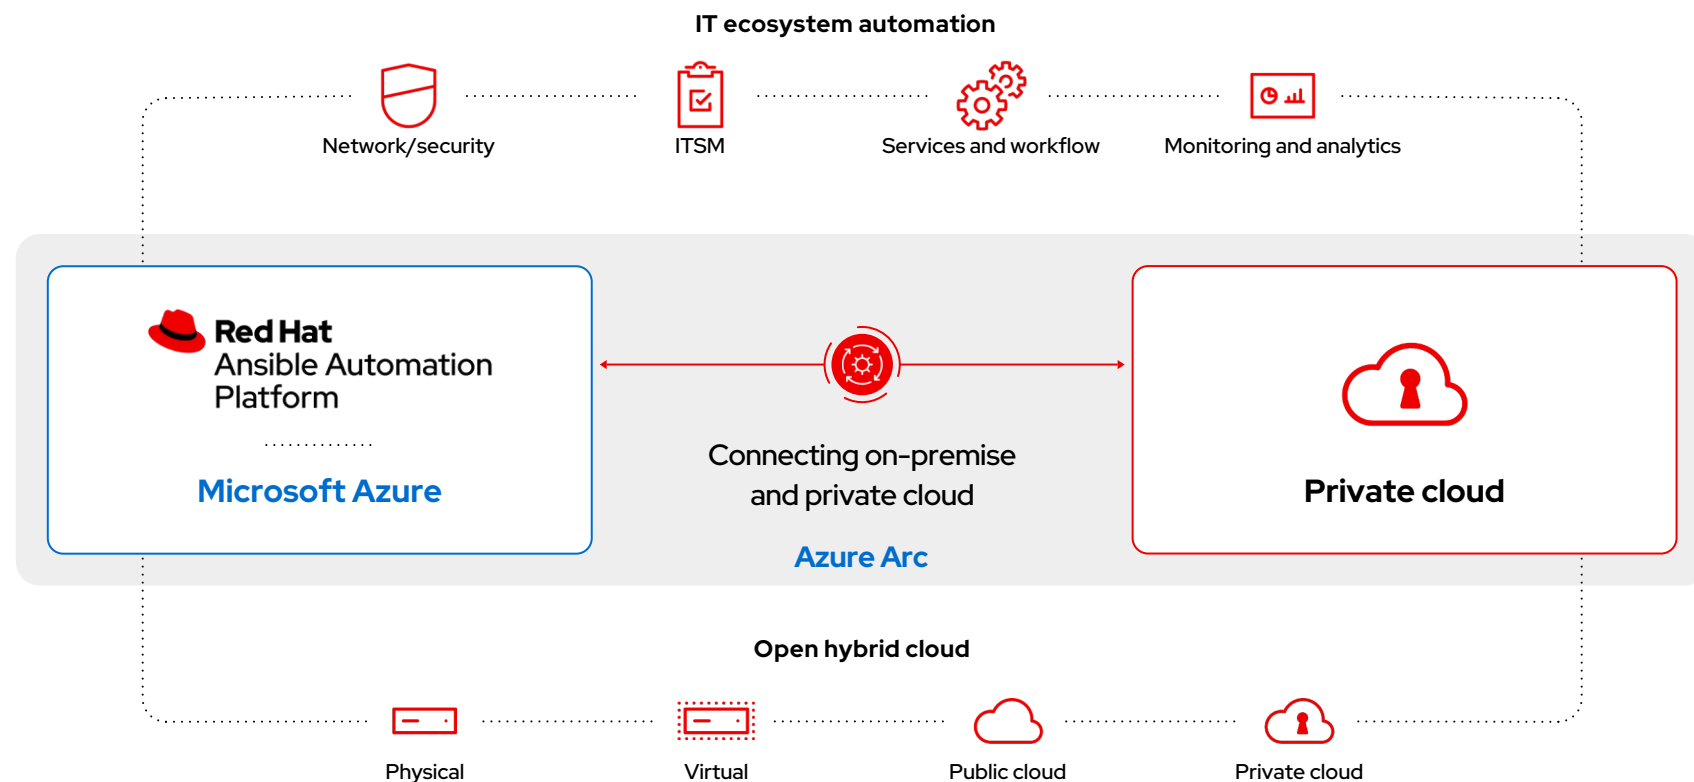 IT ecosystem automation
Network/security
ITSM
Services and workflow
Monitoring and analytics
Red Hat
Ansible Automation
Platform
Microsoft Azure
Connecting on-premise
and private cloud
Azure Arc
Private cloud
Open hybrid cloud
Physical
Virtual
Public cloud
Private cloud